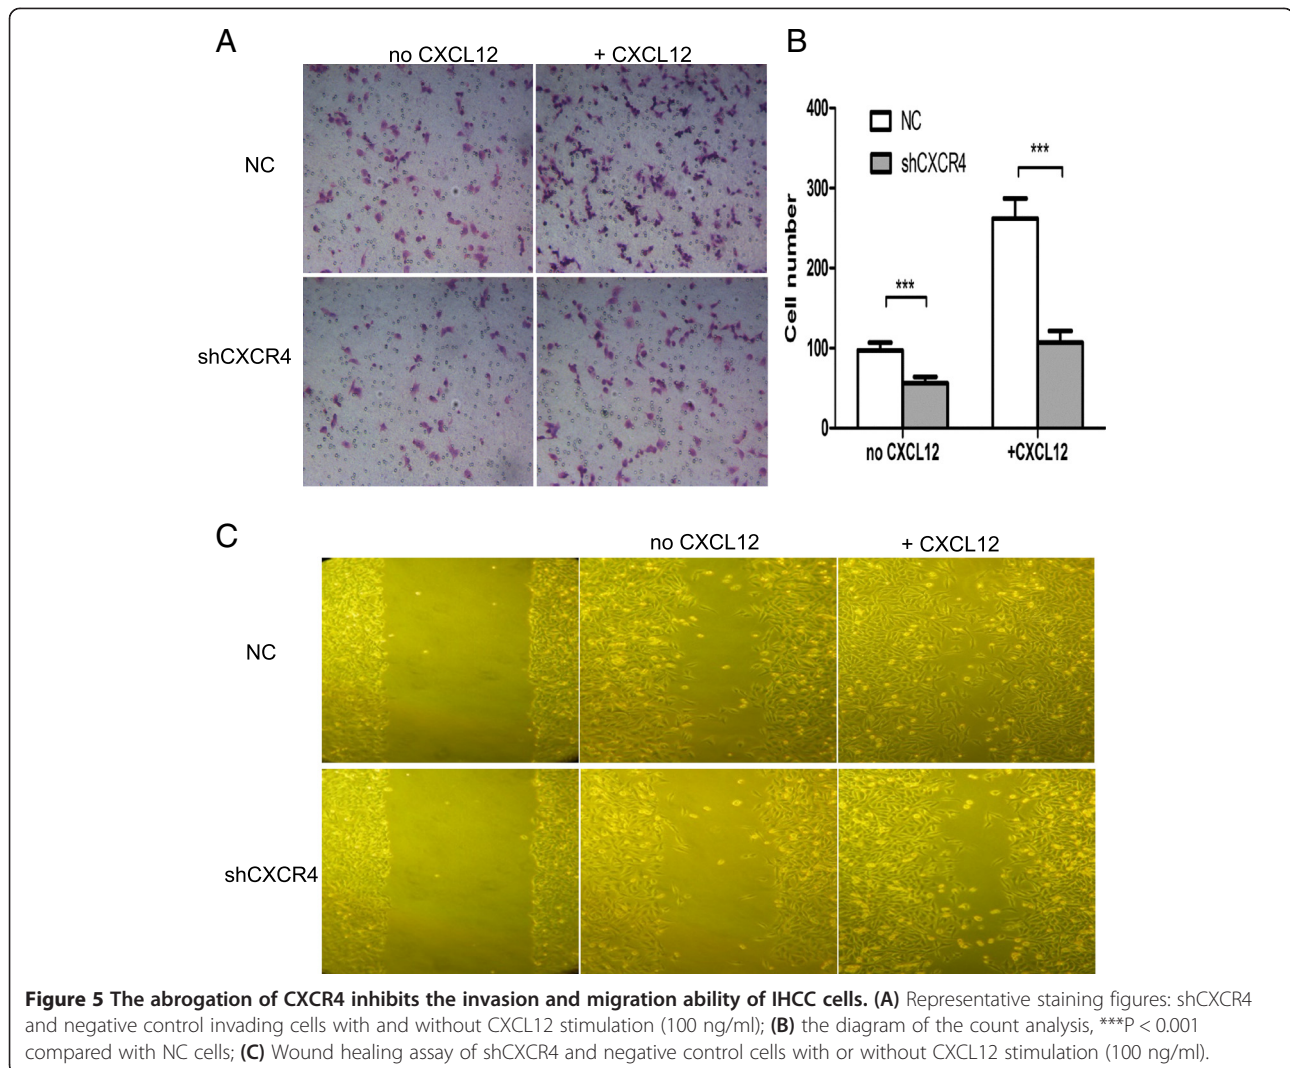 A
no CXCL12
+ CXCL12
NC
shCXCR4
B
400
300
200
100
0
Cell number
NC
shCXCR4
***
***
no CXCL12
+CXCL12
C
no CXCL12
+ CXCL12
NC
shCXCR4
Figure 5 The abrogation of CXCR4 inhibits the invasion and migration ability of IHCC cells. (A) Representative staining figures: shCXCR4
and negative control invading cells with and without CXCL12 stimulation (100 ng/ml); (B) the diagram of the count analysis, ***P < 0.001
compared with NC cells; (C) Wound healing assay of shCXCR4 and negative control cells with or without CXCL12 stimulation (100 ng/ml).